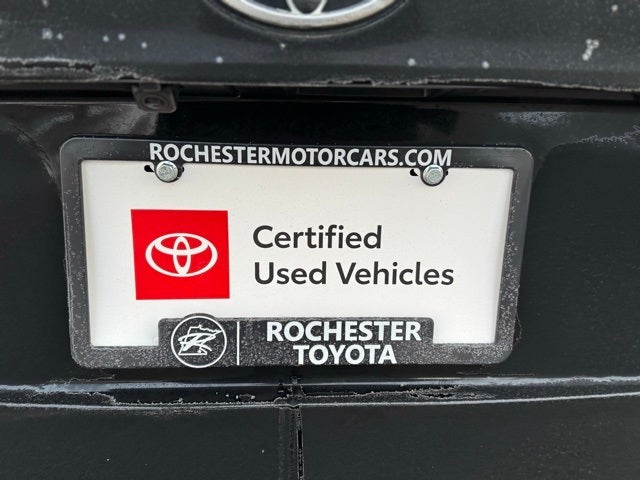 ROCHESTERMOTORCARS.COM
Certified
Used Vehicles
ROCHESTER
TOYOTA